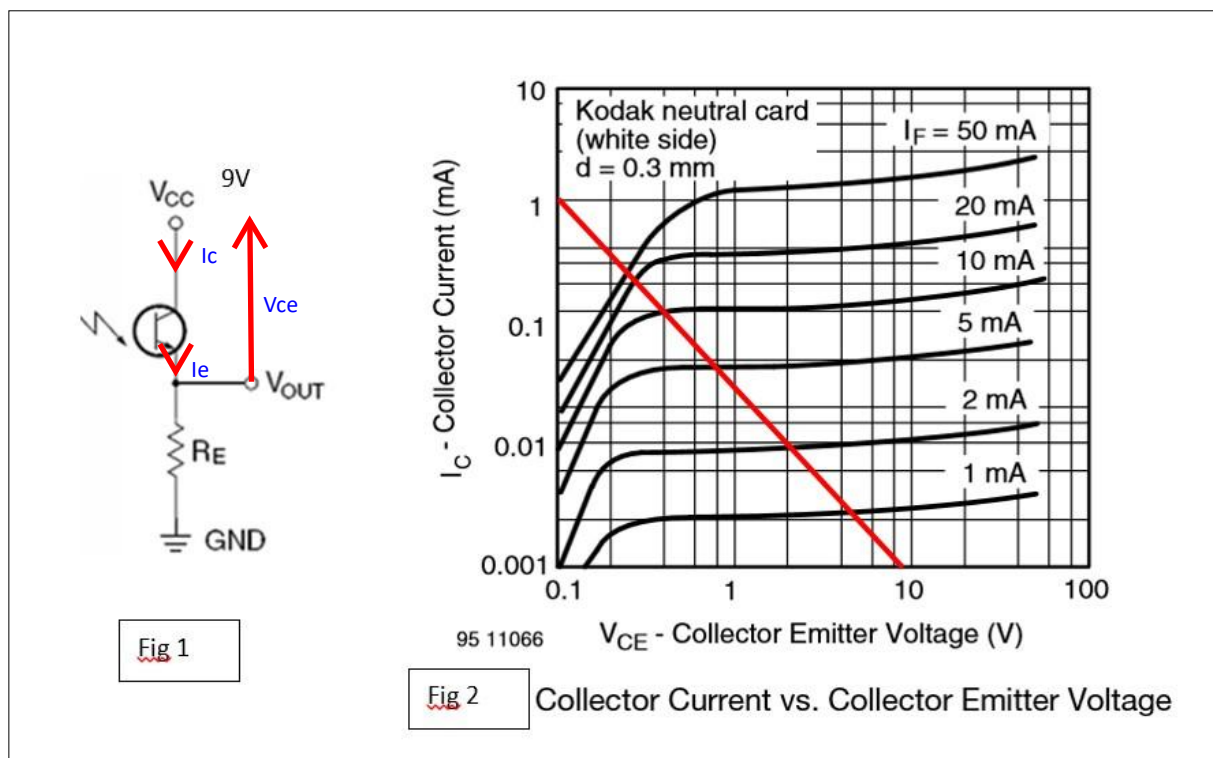 9V
VCC
Ic
Vce
Ie
VOUT
RE
GND
Fig 1
10
1
0.1
0.01
0.001
IC - Collector Current (mA)
Kodak neutral card
(white side)
d = 0.3 mm
IF = 50 mA
20 mA
10 mA
5 mA
2 mA
1 mA
0.1
1
10
100
95 11066
VCE - Collector Emitter Voltage (V)
Fig 2
Collector Current vs. Collector Emitter Voltage